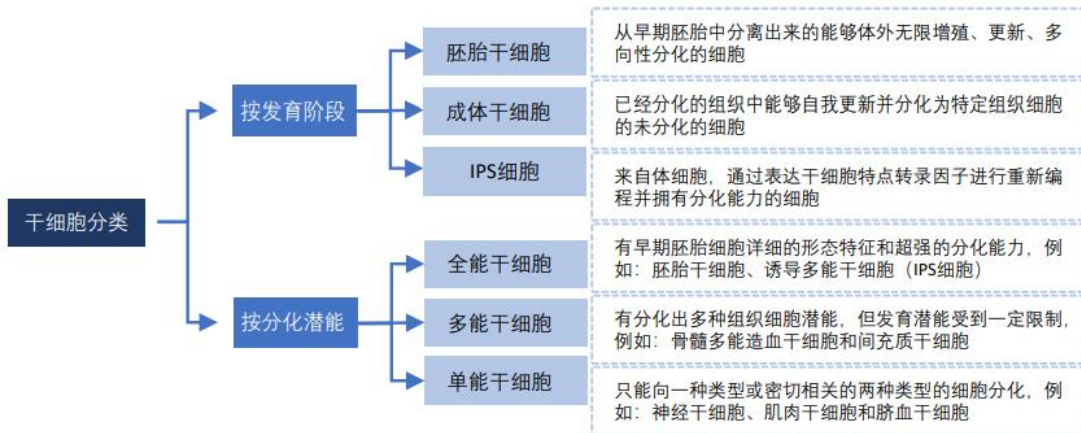 干细胞分类
按发育阶段
胚胎干细胞
从早期胚胎中分离出来的能够体外无限增殖、更新、多
向性分化的细胞
成体干细胞
已经分化的组织中能够自我更新并分化为特定组织细胞
的未分化的细胞
IPS细胞
来自体细胞，通过表达干细胞特点转录因子进行重新编
程并拥有分化能力的细胞
按分化潜能
全能干细胞
有早期胚胎细胞详细的形态特征和超强的分化能力，例
如：胚胎干细胞、诱导多能干细胞（IPS细胞）
多能干细胞
有分化出多种组织细胞潜能，但发育潜能受到一定限制，
例如：骨髓多能造血干细胞和间充质干细胞
单能干细胞
只能向一种类型或密切相关的两种类型的细胞分化，例
如：神经干细胞、肌肉干细胞和脐血干细胞